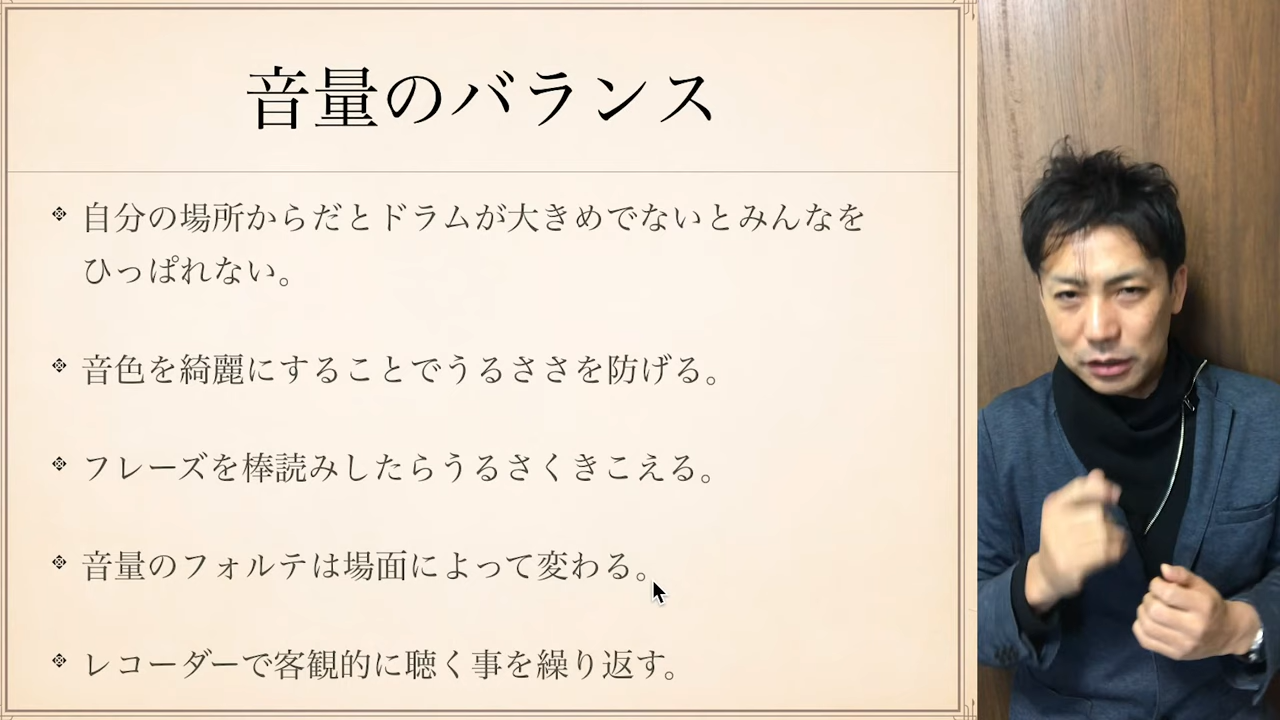 音量のバランス
自分の場所からだとドラムが大きめでないとみんなを
ひっぱれない。
音色を綺麗にすることでうるささを防げる。
フレーズを棒読みしたらうるさくきこえる。
音量のフォルテは場面によって変わる。
レコーダーで客観的に聴く事を繰り返す。